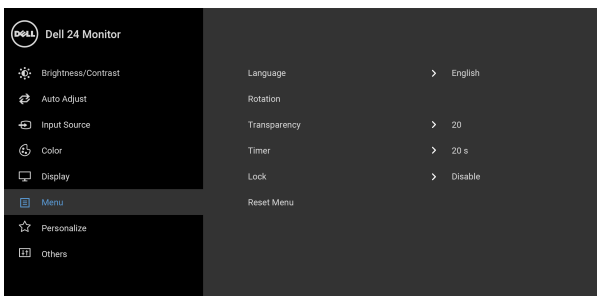 DELL Dell 24 Monitor
Brightness/Contrast
Auto Adjust
Input Source
Color
Display
Menu
Personalize
Others
Language > English
Rotation
Transparency > 20
Timer > 20 s
Lock > Disable
Reset Menu